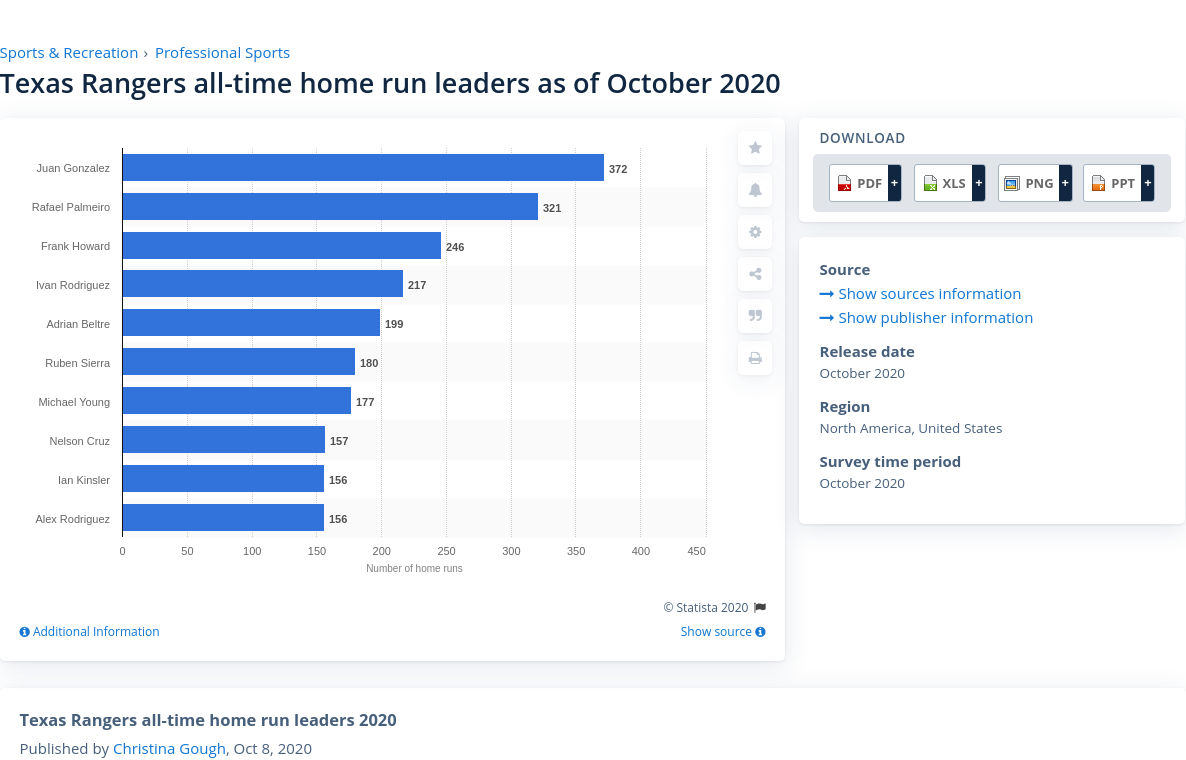 Sports & Recreation › Professional Sports
Texas Rangers all-time home run leaders as of October 2020
Juan Gonzalez 372
Rafael Palmeiro 321
Frank Howard 246
Ivan Rodriguez 217
Adrian Beltre 199
Ruben Sierra 180
Michael Young 177
Nelson Cruz 157
Ian Kinsler 156
Alex Rodriguez 156
0 50 100 150 200 250 300 350 400 450
Number of home runs
© Statista 2020
Additional Information
Show source
DOWNLOAD
PDF + XLS + PNG + PPT +
Source
Show sources information
Show publisher information
Release date
October 2020
Region
North America, United States
Survey time period
October 2020
Texas Rangers all-time home run leaders 2020
Published by Christina Gough, Oct 8, 2020